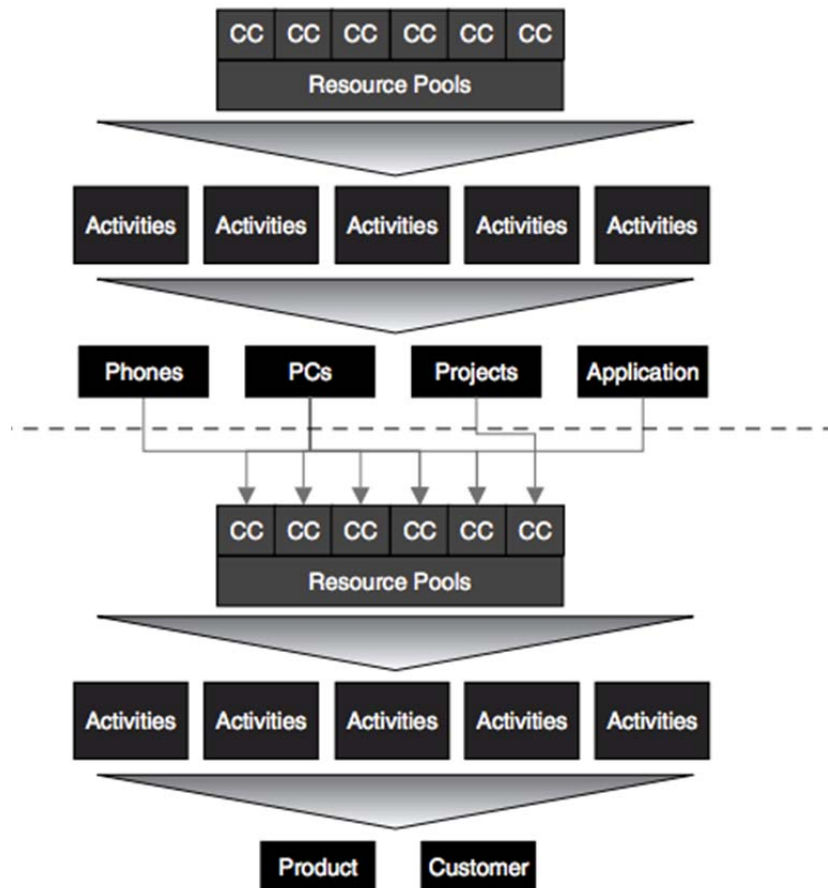 CC CC CC CC CC CC
Resource Pools
Activities Activities Activities Activities Activities
Phones PCs Projects Application
CC CC CC CC CC CC
Resource Pools
Activities Activities Activities Activities Activities
Product Customer